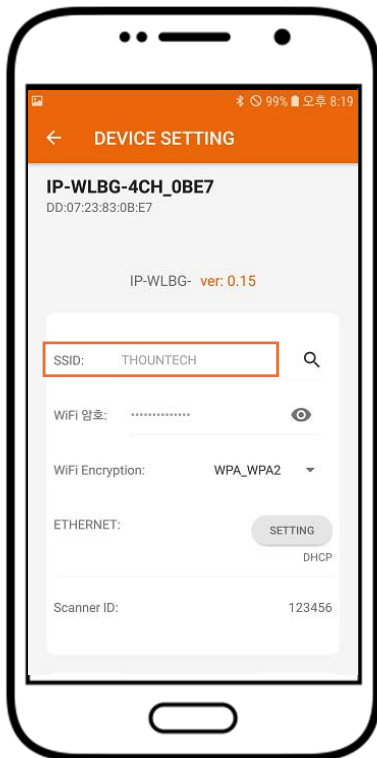 99% 오후 8:19
DEVICE SETTING
IP-WLBG-4CH_0BE7
DD:07:23:83:0B:E7
IP-WLBG- ver: 0.15
SSID: THOUNTECH
WiFi 암호: ··············
WiFi Encryption: WPA_WPA2
ETHERNET: SETTING
DHCP
Scanner ID: 123456